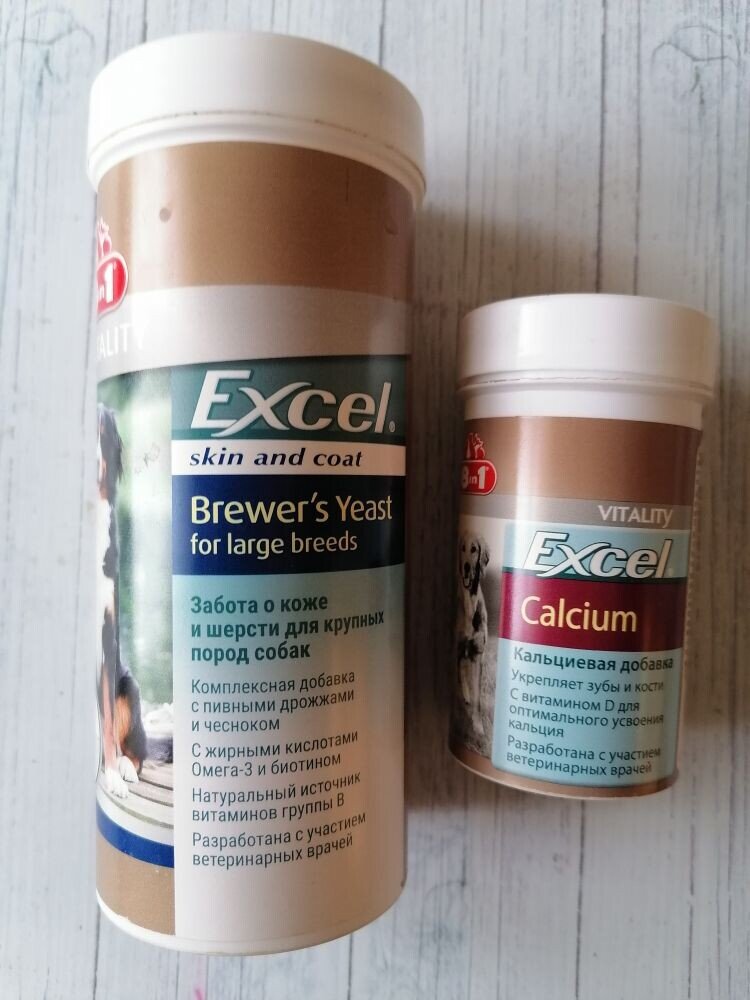 Excel
skin and coat
Brewer's Yeast
for large breeds
Забота о коже
и шерсти для крупных
пород собак
Комплексная добавка
с пивными дрожжами
и чесноком
С жирными кислотами
Омега-3 и биотином
Натуральный источник
витаминов группы B
Разработана с участием
ветеринарных врачей
8in1
VITALITY
Excel
Calcium
Кальциевая добавка
Укрепляет зубы и кости
С витамином D для
оптимального усвоения
кальция
Разработана с участием
ветеринарных врачей